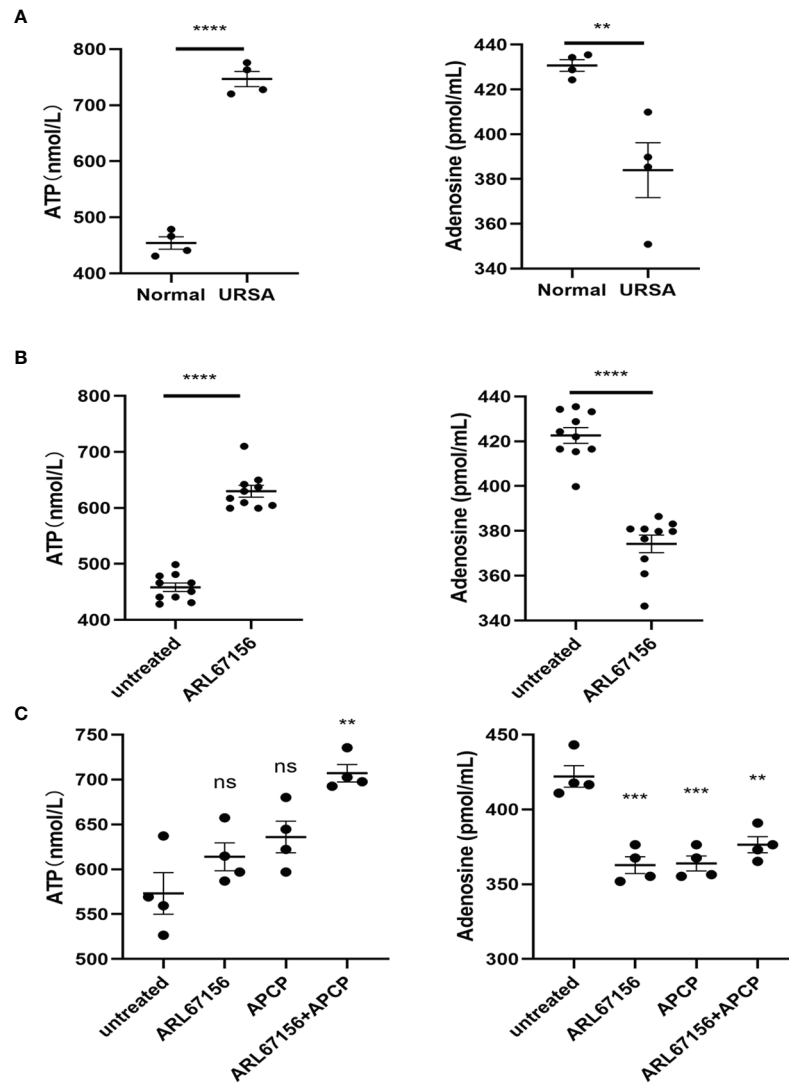 A
****
800
700
600
500
400
ATP（nmol/L）
Normal URSA
**
440
420
400
380
360
340
Adenosine (pmol/mL)
Normal URSA
B
****
800
700
600
500
400
ATP（nmol/L）
untreated
ARL67156
****
440
420
400
380
360
340
Adenosine (pmol/mL)
untreated
ARL67156
C
750
700
650
600
550
500
ATP（nmol/L）
ns
ns
**
untreated
ARL67156
APCP
ARL67156+APCP
450
400
350
300
Adenosine (pmol/mL)
***
***
**
untreated
ARL67156
APCP
ARL67156+APCP